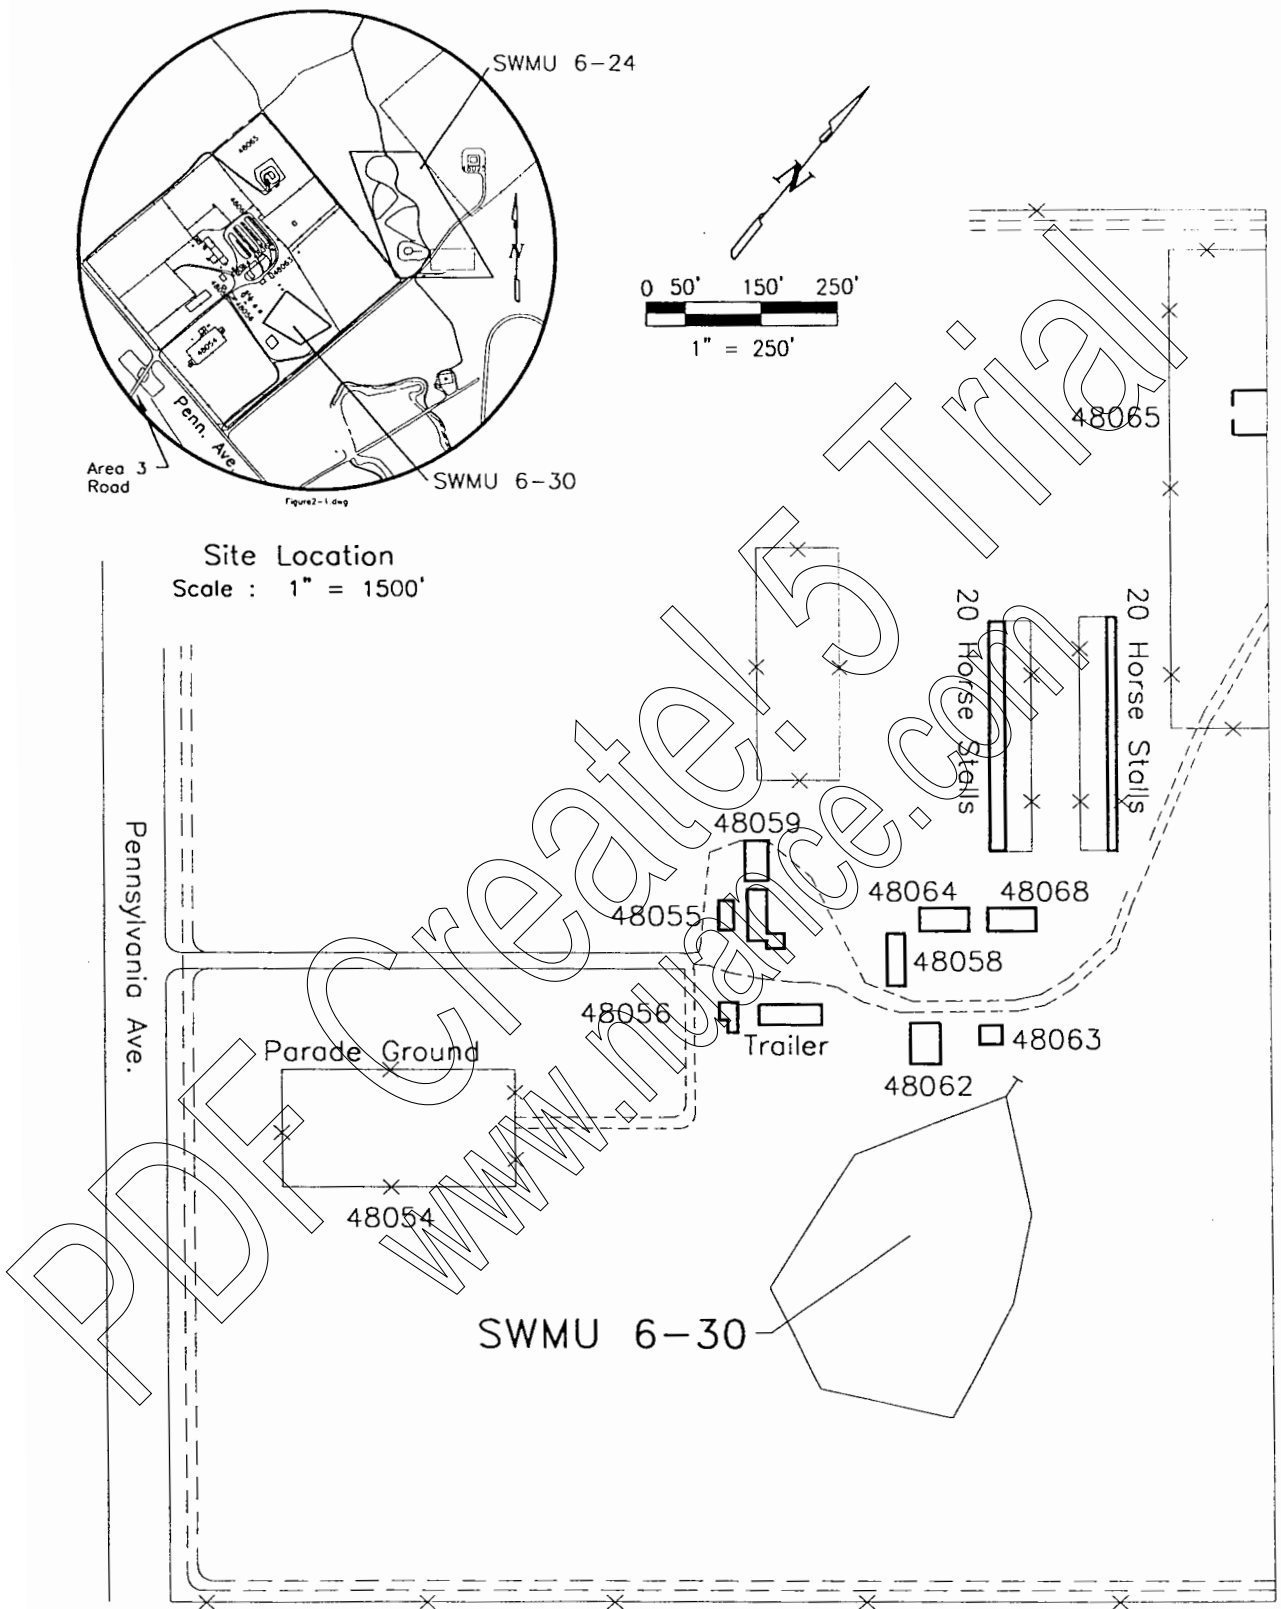 SWMU 6-24
48065
48054
48063
N
Penn. Ave.
Area 3
Road
SWMU 6-30
Figure2-1.dwg
Site Location
Scale : 1" = 1500'
N
0 50' 150' 250'
1" = 250'
48065
20 Horse Stalls
20 Horse Stalls
Pennsylvania Ave.
48059
48064
48068
48055
48058
48056
Trailer
48063
48062
Parade Ground
48054
SWMU 6-30
PDF Create! 5 Trial
www.nuance.com